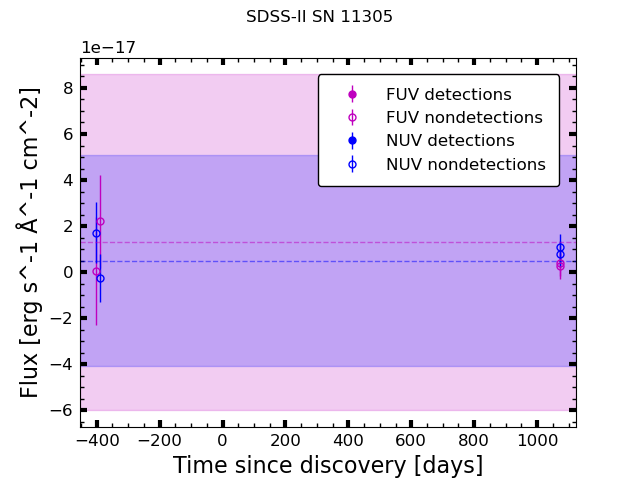 SDSS-II SN 11305
1e−17
FUV detections
FUV nondetections
NUV detections
NUV nondetections
8
6
4
2
0
−2
−4
−6
Flux [erg s^-1 Å^-1 cm^-2]
−400 −200 0 200 400 600 800 1000
Time since discovery [days]